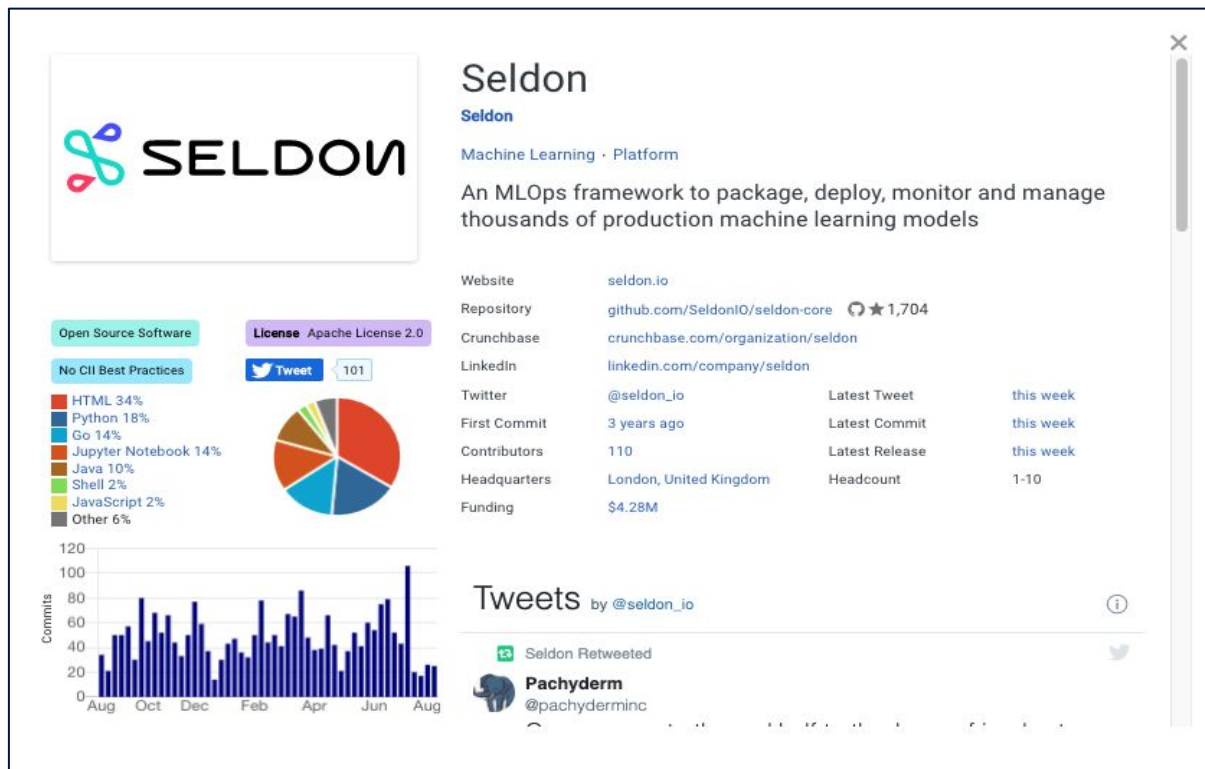 SELDON
Seldon
Seldon
Machine Learning · Platform
An MLOps framework to package, deploy, monitor and manage
thousands of production machine learning models
Website seldon.io
Repository github.com/SeldonIO/seldon-core 1,704
Crunchbase crunchbase.com/organization/seldon
LinkedIn linkedin.com/company/seldon
Twitter @seldon_io Latest Tweet this week
First Commit 3 years ago Latest Commit this week
Contributors 110 Latest Release this week
Headquarters London, United Kingdom Headcount 1-10
Funding $4.28M
Open Source Software License Apache License 2.0
No CII Best Practices Tweet 101
HTML 34%
Python 18%
Go 14%
Jupyter Notebook 14%
Java 10%
Shell 2%
JavaScript 2%
Other 6%
Commits
120
100
80
60
40
20
0
Aug Oct Dec Feb Apr Jun Aug
Tweets by @seldon_io
Seldon Retweeted
Pachyderm
@pachyderminc